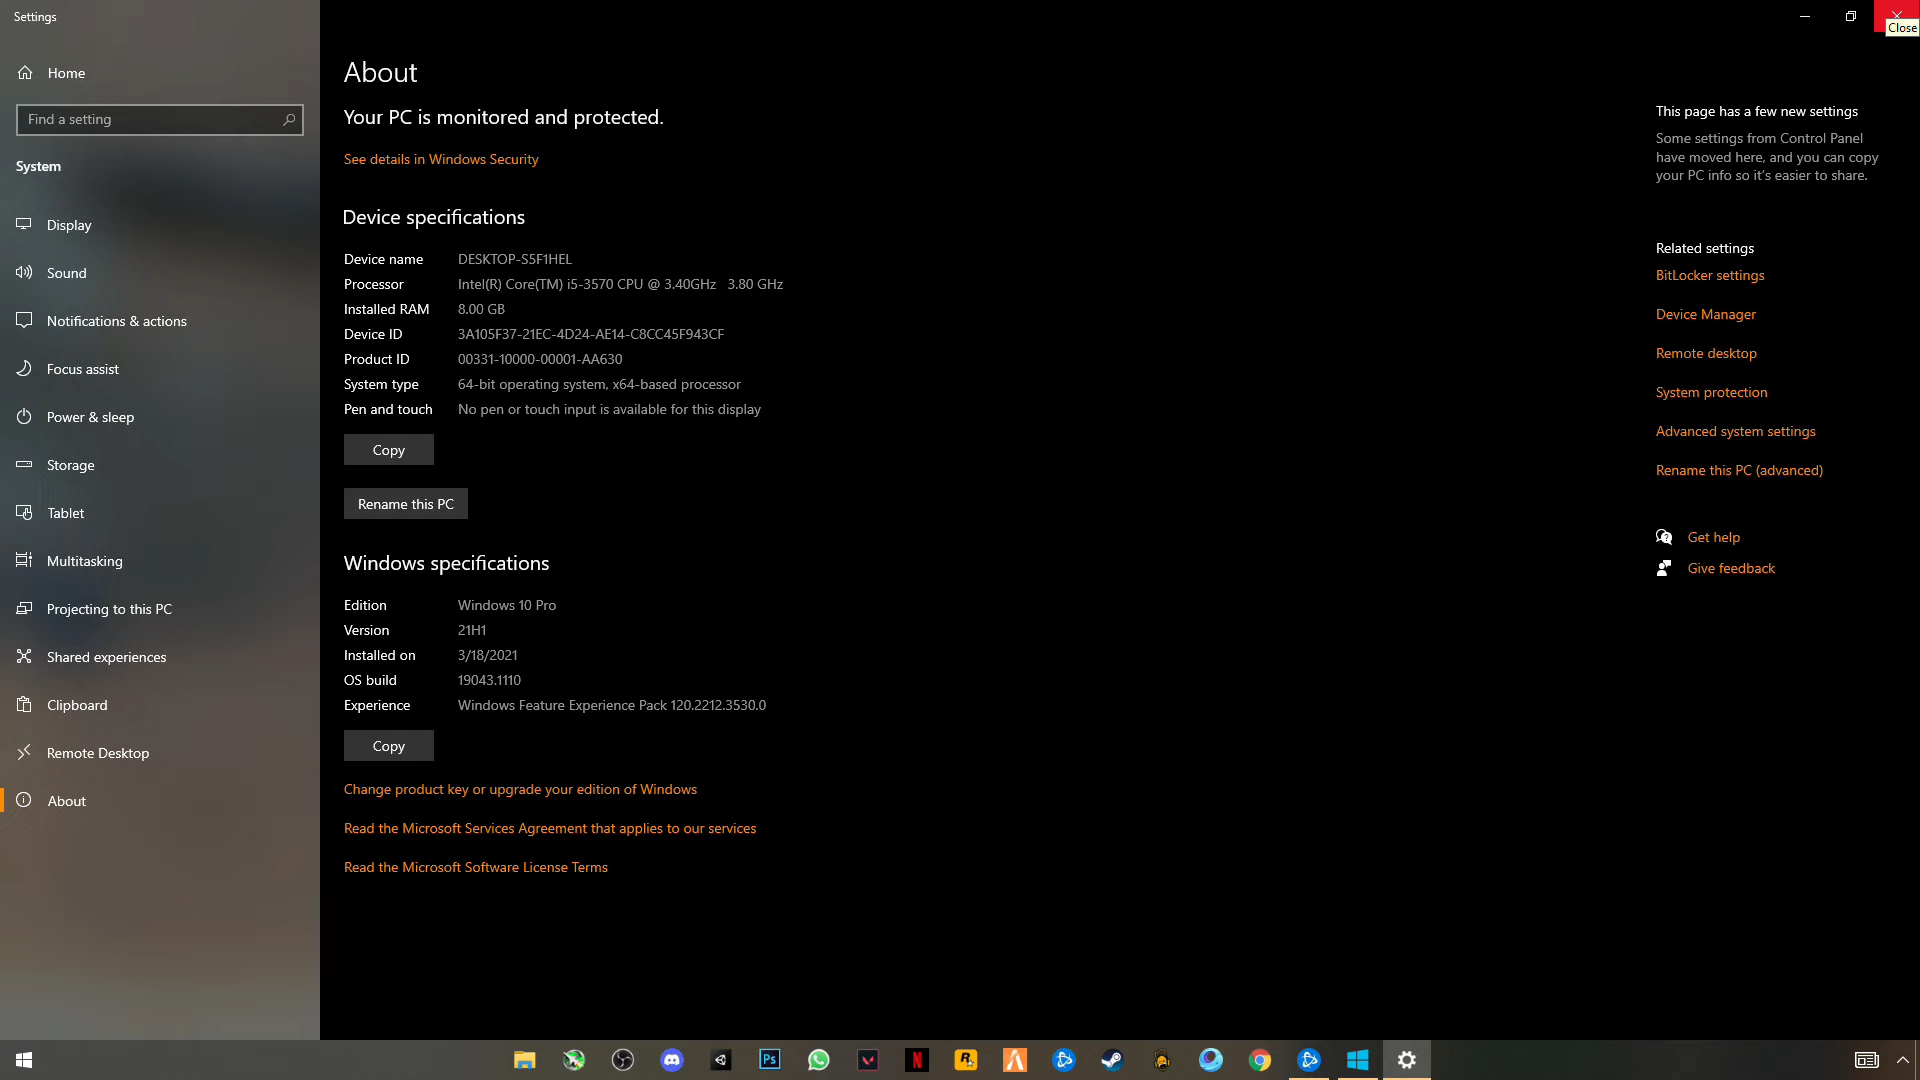 Settings
Close
Home
Find a setting
System
Display
Sound
Notifications & actions
Focus assist
Power & sleep
Storage
Tablet
Multitasking
Projecting to this PC
Shared experiences
Clipboard
Remote Desktop
About
About
Your PC is monitored and protected.
See details in Windows Security
Device specifications
Device name DESKTOP-S5F1HEL
Processor Intel(R) Core(TM) i5-3570 CPU @ 3.40GHz 3.80 GHz
Installed RAM 8.00 GB
Device ID 3A105F37-21EC-4D24-AE14-C8CC45F943CF
Product ID 00331-10000-00001-AA630
System type 64-bit operating system, x64-based processor
Pen and touch No pen or touch input is available for this display
Copy
Rename this PC
Windows specifications
Edition Windows 10 Pro
Version 21H1
Installed on 3/18/2021
OS build 19043.1110
Experience Windows Feature Experience Pack 120.2212.3530.0
Copy
Change product key or upgrade your edition of Windows
Read the Microsoft Services Agreement that applies to our services
Read the Microsoft Software License Terms
This page has a few new settings
Some settings from Control Panel
have moved here, and you can copy
your PC info so it's easier to share.
Related settings
BitLocker settings
Device Manager
Remote desktop
System protection
Advanced system settings
Rename this PC (advanced)
Get help
Give feedback
Ps
N
R